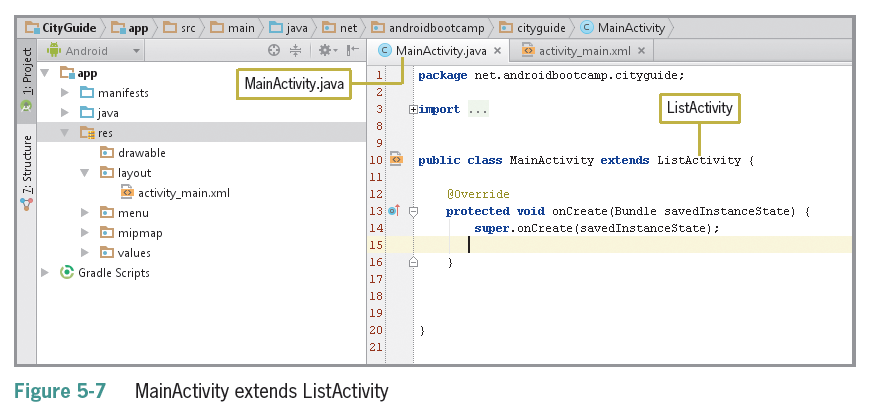 CityGuide app src main java net androidbootcamp cityguide MainActivity
1: Project
7: Structure
Android
app
manifests
java
res
drawable
layout
activity_main.xml
menu
mipmap
values
Gradle Scripts
MainActivity.java
MainActivity.java activity_main.xml
ListActivity
1 package net.androidbootcamp.cityguide;
2
3 import ...
8
9
10 public class MainActivity extends ListActivity {
11
12 @Override
13 protected void onCreate(Bundle savedInstanceState) {
14 super.onCreate(savedInstanceState);
15
16 }
17
18
19
20 }
21
Figure 5-7 MainActivity extends ListActivity